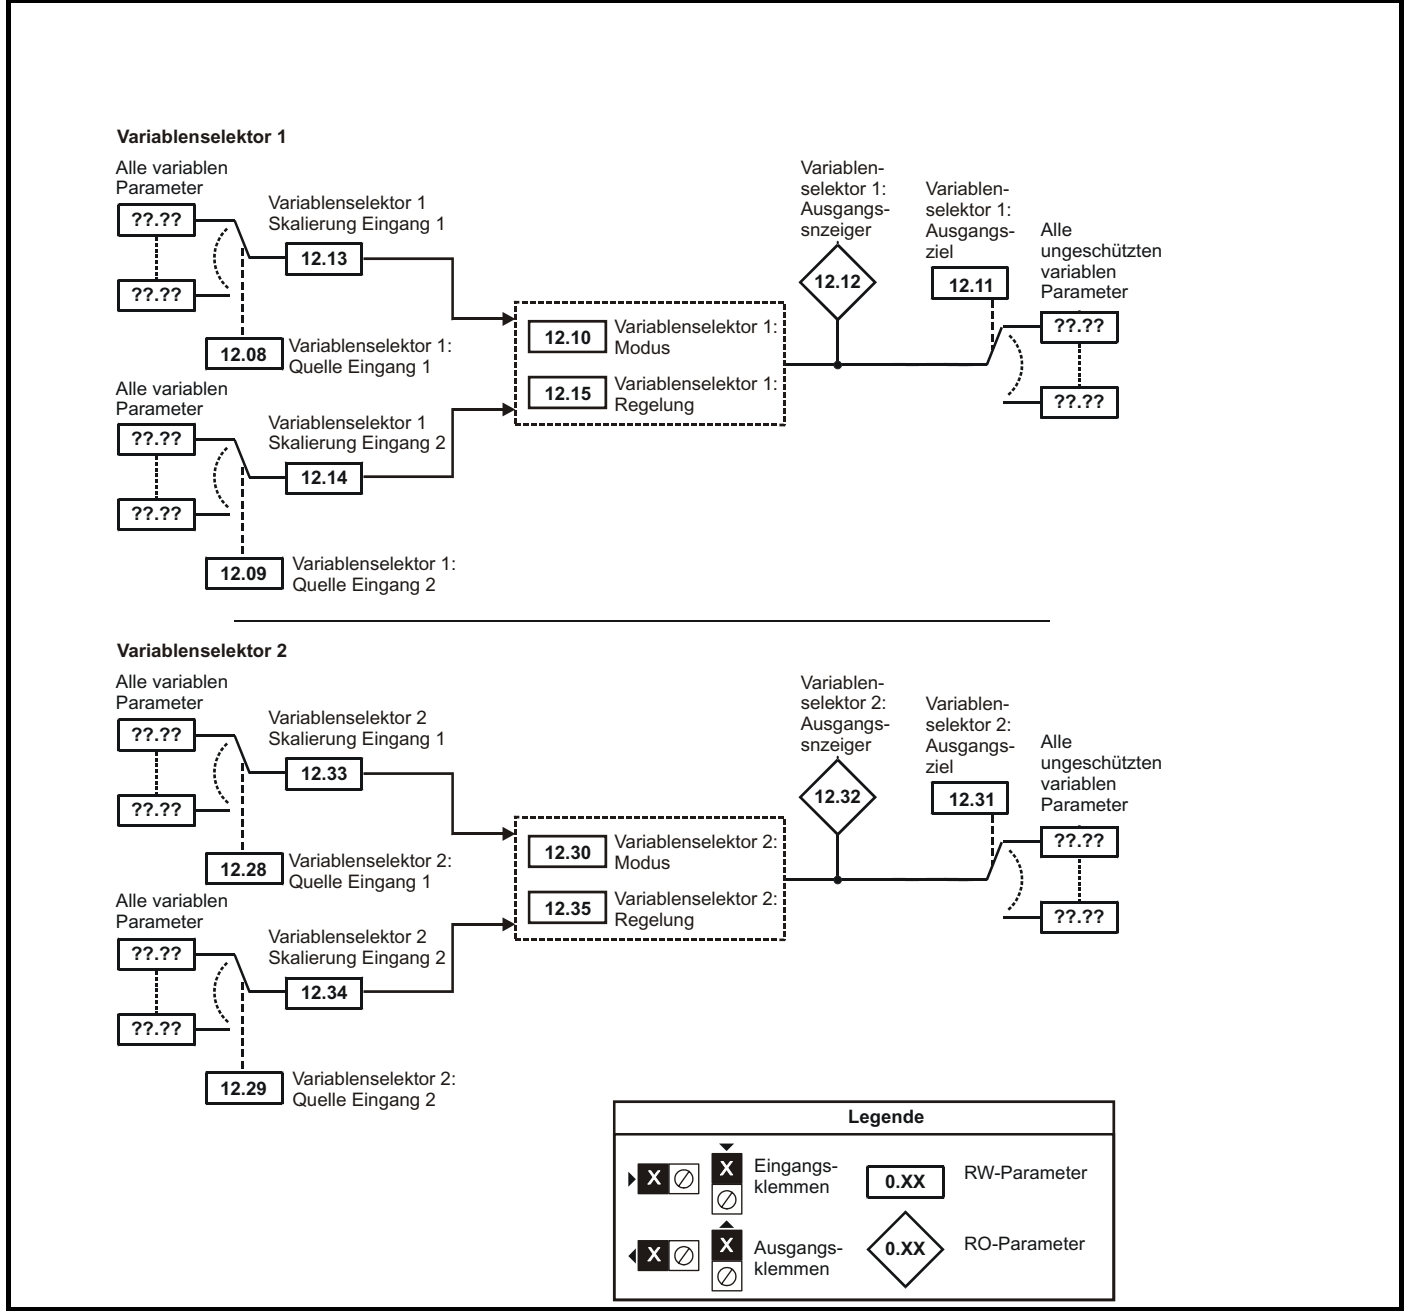 Variablenselektor 1
Alle variablen
Parameter
??.??
??.??
Variablenselektor 1
Skalierung Eingang 1
12.13
12.08
Variablenselektor 1:
Quelle Eingang 1
Alle variablen
Parameter
??.??
??.??
Variablenselektor 1
Skalierung Eingang 2
12.14
12.09
Variablenselektor 1:
Quelle Eingang 2
12.10
Variablenselektor 1:
Modus
12.15
Variablenselektor 1:
Regelung
Variablen-
selektor 1:
Ausgangs-
snzeiger
12.12
Variablen-
selektor 1:
Ausgangs-
ziel
12.11
Alle
ungeschützten
variablen
Parameter
??.??
??.??
Variablenselektor 2
Alle variablen
Parameter
??.??
??.??
Variablenselektor 2
Skalierung Eingang 1
12.33
12.28
Variablenselektor 2:
Quelle Eingang 1
Alle variablen
Parameter
??.??
??.??
Variablenselektor 2
Skalierung Eingang 2
12.34
12.29
Variablenselektor 2:
Quelle Eingang 2
12.30
Variablenselektor 2:
Modus
12.35
Variablenselektor 2:
Regelung
Variablen-
selektor 2:
Ausgangs-
snzeiger
12.32
Variablen-
selektor 2:
Ausgangs-
ziel
12.31
Alle
ungeschützten
variablen
Parameter
??.??
??.??
Legende
X
X
Eingangs-
klemmen
0.XX
RW-Parameter
X
X
Ausgangs-
klemmen
0.XX
RO-Parameter